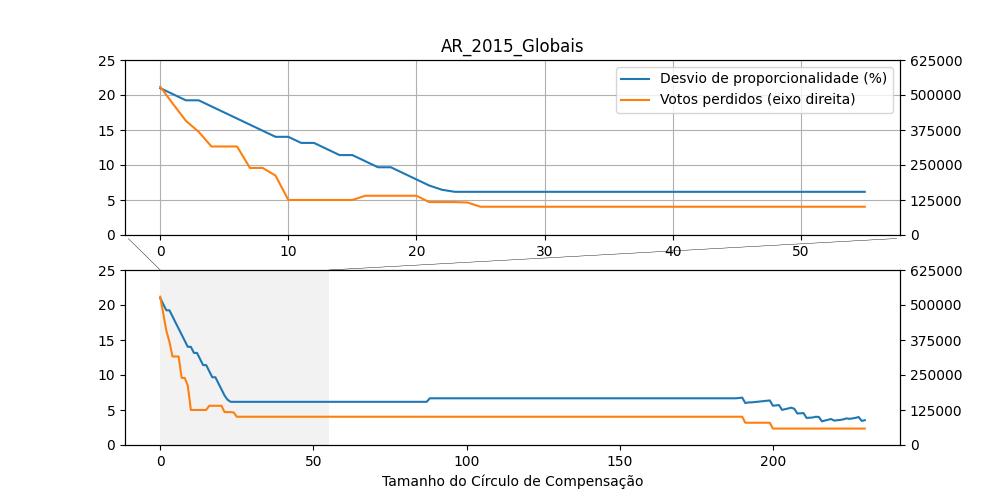 AR_2015_Globais
25 625000
Desvio de proporcionalidade (%)
20 500000
Votos perdidos (eixo direita)
15 375000
10 250000
5 125000
0 0
0 10 20 30 40 50
25 625000
20 500000
15 375000
10 250000
5 125000
0 0
0 50 100 150 200
Tamanho do Círculo de Compensação